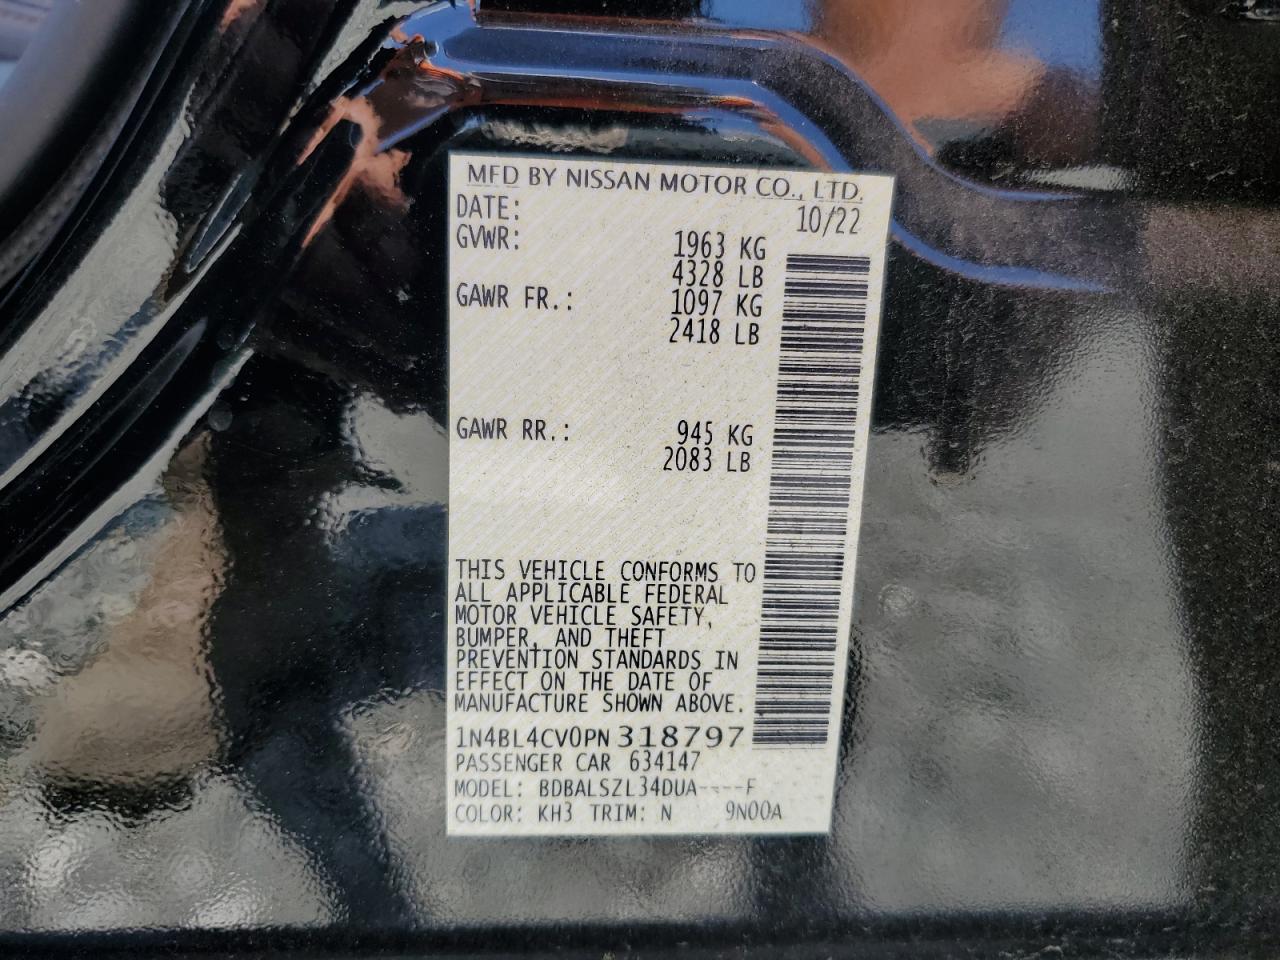 MFD BY NISSAN MOTOR CO., LTD.
DATE: 10/22
GVWR: 1963 KG
4328 LB
GAWR FR.: 1097 KG
2418 LB
GAWR RR.: 945 KG
2083 LB
THIS VEHICLE CONFORMS TO
ALL APPLICABLE FEDERAL
MOTOR VEHICLE SAFETY,
BUMPER, AND THEFT
PREVENTION STANDARDS IN
EFFECT ON THE DATE OF
MANUFACTURE SHOWN ABOVE.
1N4BL4CV0PN318797
PASSENGER CAR 634147
MODEL: BDBALSZL34DUA----F
COLOR: KH3 TRIM: N 9N00A